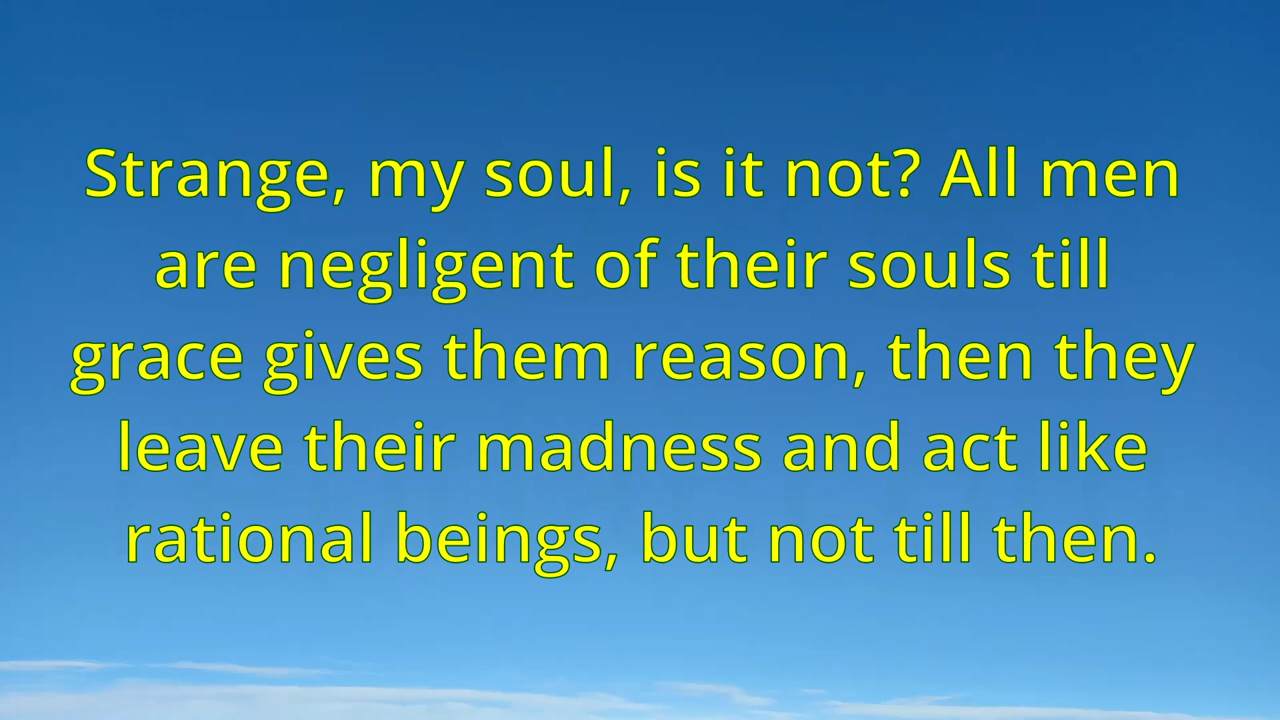 Strange, my soul, is it not? All men
are negligent of their souls till
grace gives them reason, then they
leave their madness and act like
rational beings, but not till then.